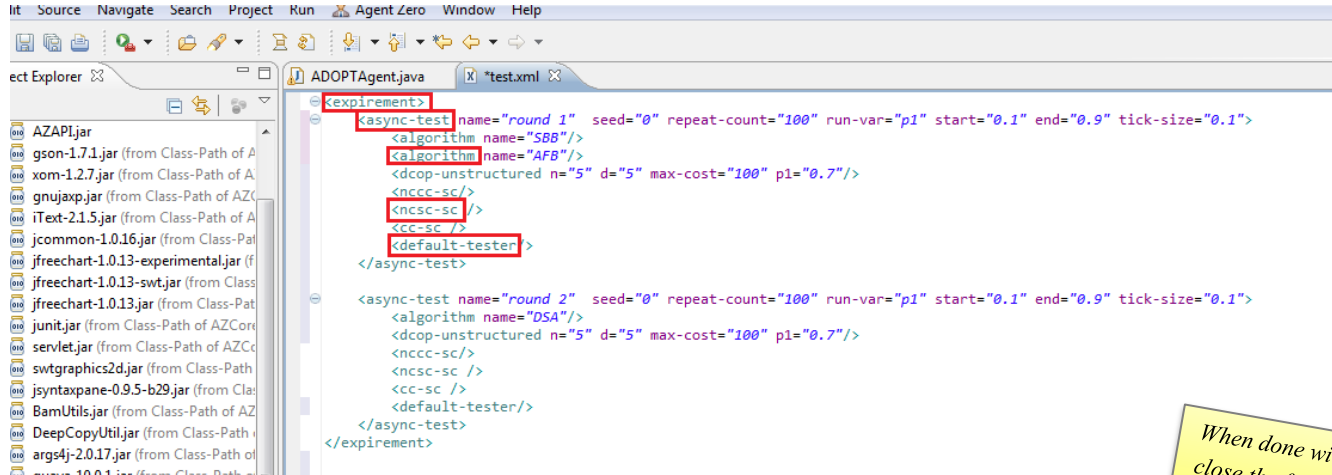 Source Navigate Search Project Run Agent Zero Window Help
Explorer
ADOPTAgent.java
*test.xml
AZAPI.jar
gson-1.7.1.jar (from Class-Path of A
xom-1.2.7.jar (from Class-Path of A
gnujaxp.jar (from Class-Path of AZC
iText-2.1.5.jar (from Class-Path of A
jcommon-1.0.16.jar (from Class-Pat
jfreechart-1.0.13-experimental.jar (f
jfreechart-1.0.13-swt.jar (from Class
jfreechart-1.0.13.jar (from Class-Pat
junit.jar (from Class-Path of AZCore
servlet.jar (from Class-Path of AZCo
swtgraphics2d.jar (from Class-Path
jsyntaxpane-0.9.5-b29.jar (from Clas
BamUtils.jar (from Class-Path of AZ
DeepCopyUtil.jar (from Class-Path
args4j-2.0.17.jar (from Class-Path of
<expirement>
<async-test name="round 1" seed="0" repeat-count="100" run-var="p1" start="0.1" end="0.9" tick-size="0.1">
<algorithm name="SBB"/>
<algorithm name="AFB"/>
<dcop-unstructured n="5" d="5" max-cost="100" p1="0.7"/>
<nccc-sc/>
<ncsc-sc />
<cc-sc />
<default-tester/>
</async-test>
<async-test name="round 2" seed="0" repeat-count="100" run-var="p1" start="0.1" end="0.9" tick-size="0.1">
<algorithm name="DSA"/>
<dcop-unstructured n="5" d="5" max-cost="100" p1="0.7"/>
<nccc-sc/>
<ncsc-sc />
<cc-sc />
<default-tester/>
</async-test>
</expirement>
When done wi
close the